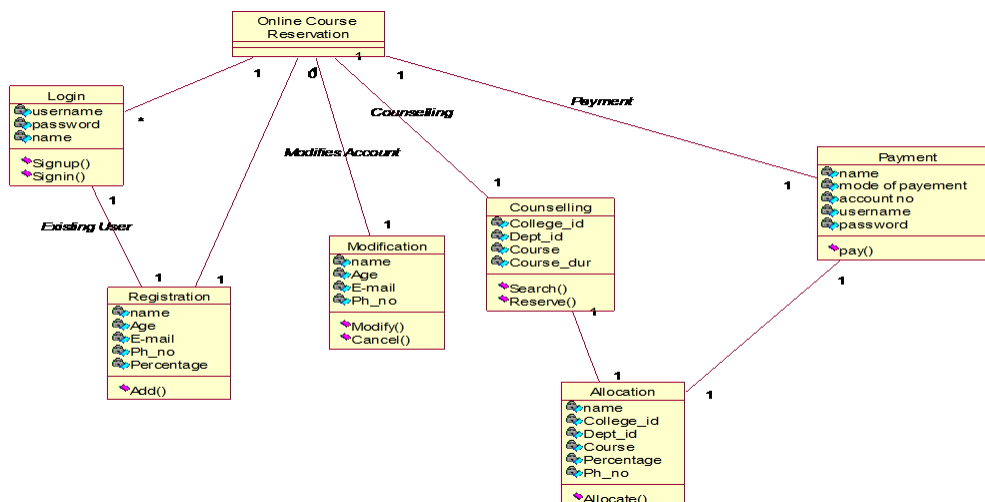 Online Course
Reservation
1
1
0
1
1
Login
username
password
name
Signup()
Signin()
*
1
Existing User
1
1
Registration
name
Age
E-mail
Ph_no
Percentage
Add()
Modifies Account
1
Modification
name
Age
E-mail
Ph_no
Modify()
Cancel()
Counselling
1
Counselling
College_id
Dept_id
Course
Course_dur
Search()
Reserve()
1
Payment
1
Payment
name
mode of payement
account no
username
password
pay()
1
1
1
Allocation
name
College_id
Dept_id
Course
Percentage
Ph_no
Allocate()